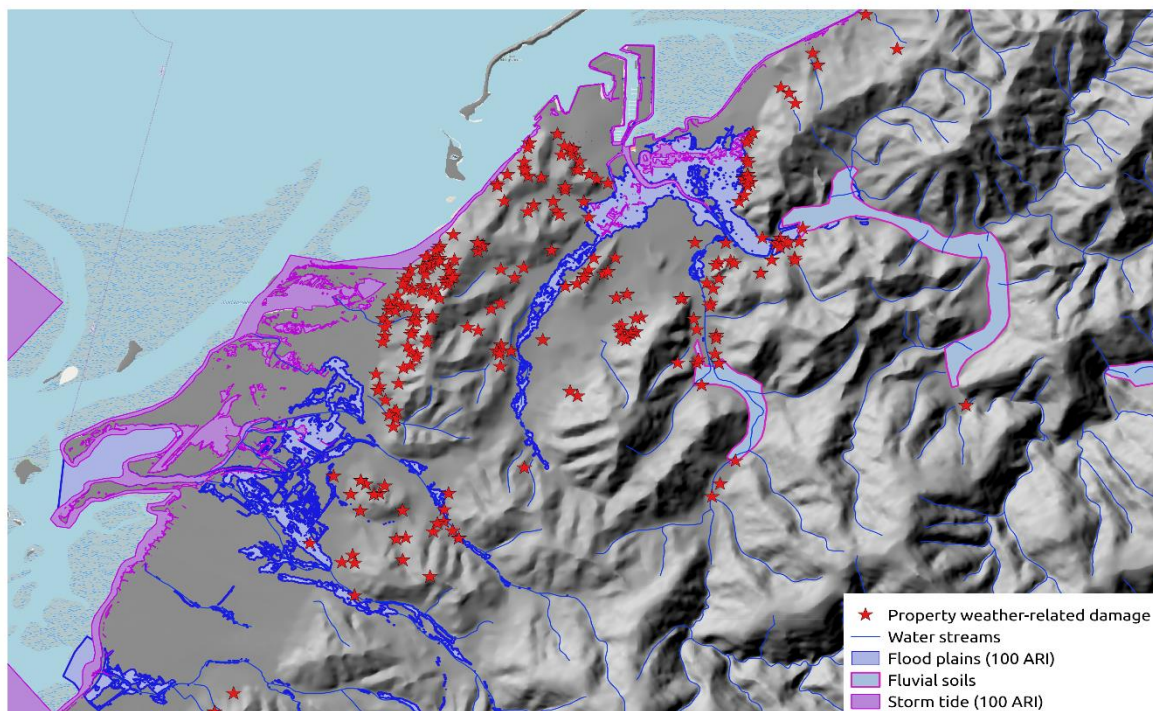 Property weather-related damage
Water streams
Flood plains (100 ARI)
Fluvial soils
Storm tide (100 ARI)